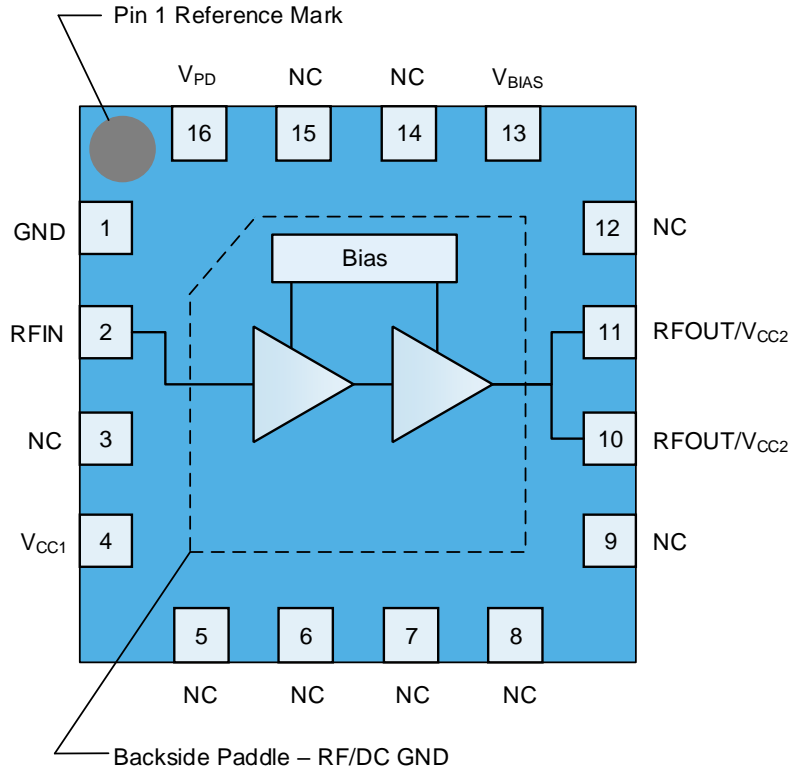 Pin 1 Reference Mark
VPD NC NC VBIAS
16 15 14 13
GND 1 12 NC
Bias
RFIN 2 11 RFOUT/VCC2
NC 3 10 RFOUT/VCC2
VCC1 4 9 NC
5 6 7 8
NC NC NC NC
Backside Paddle – RF/DC GND